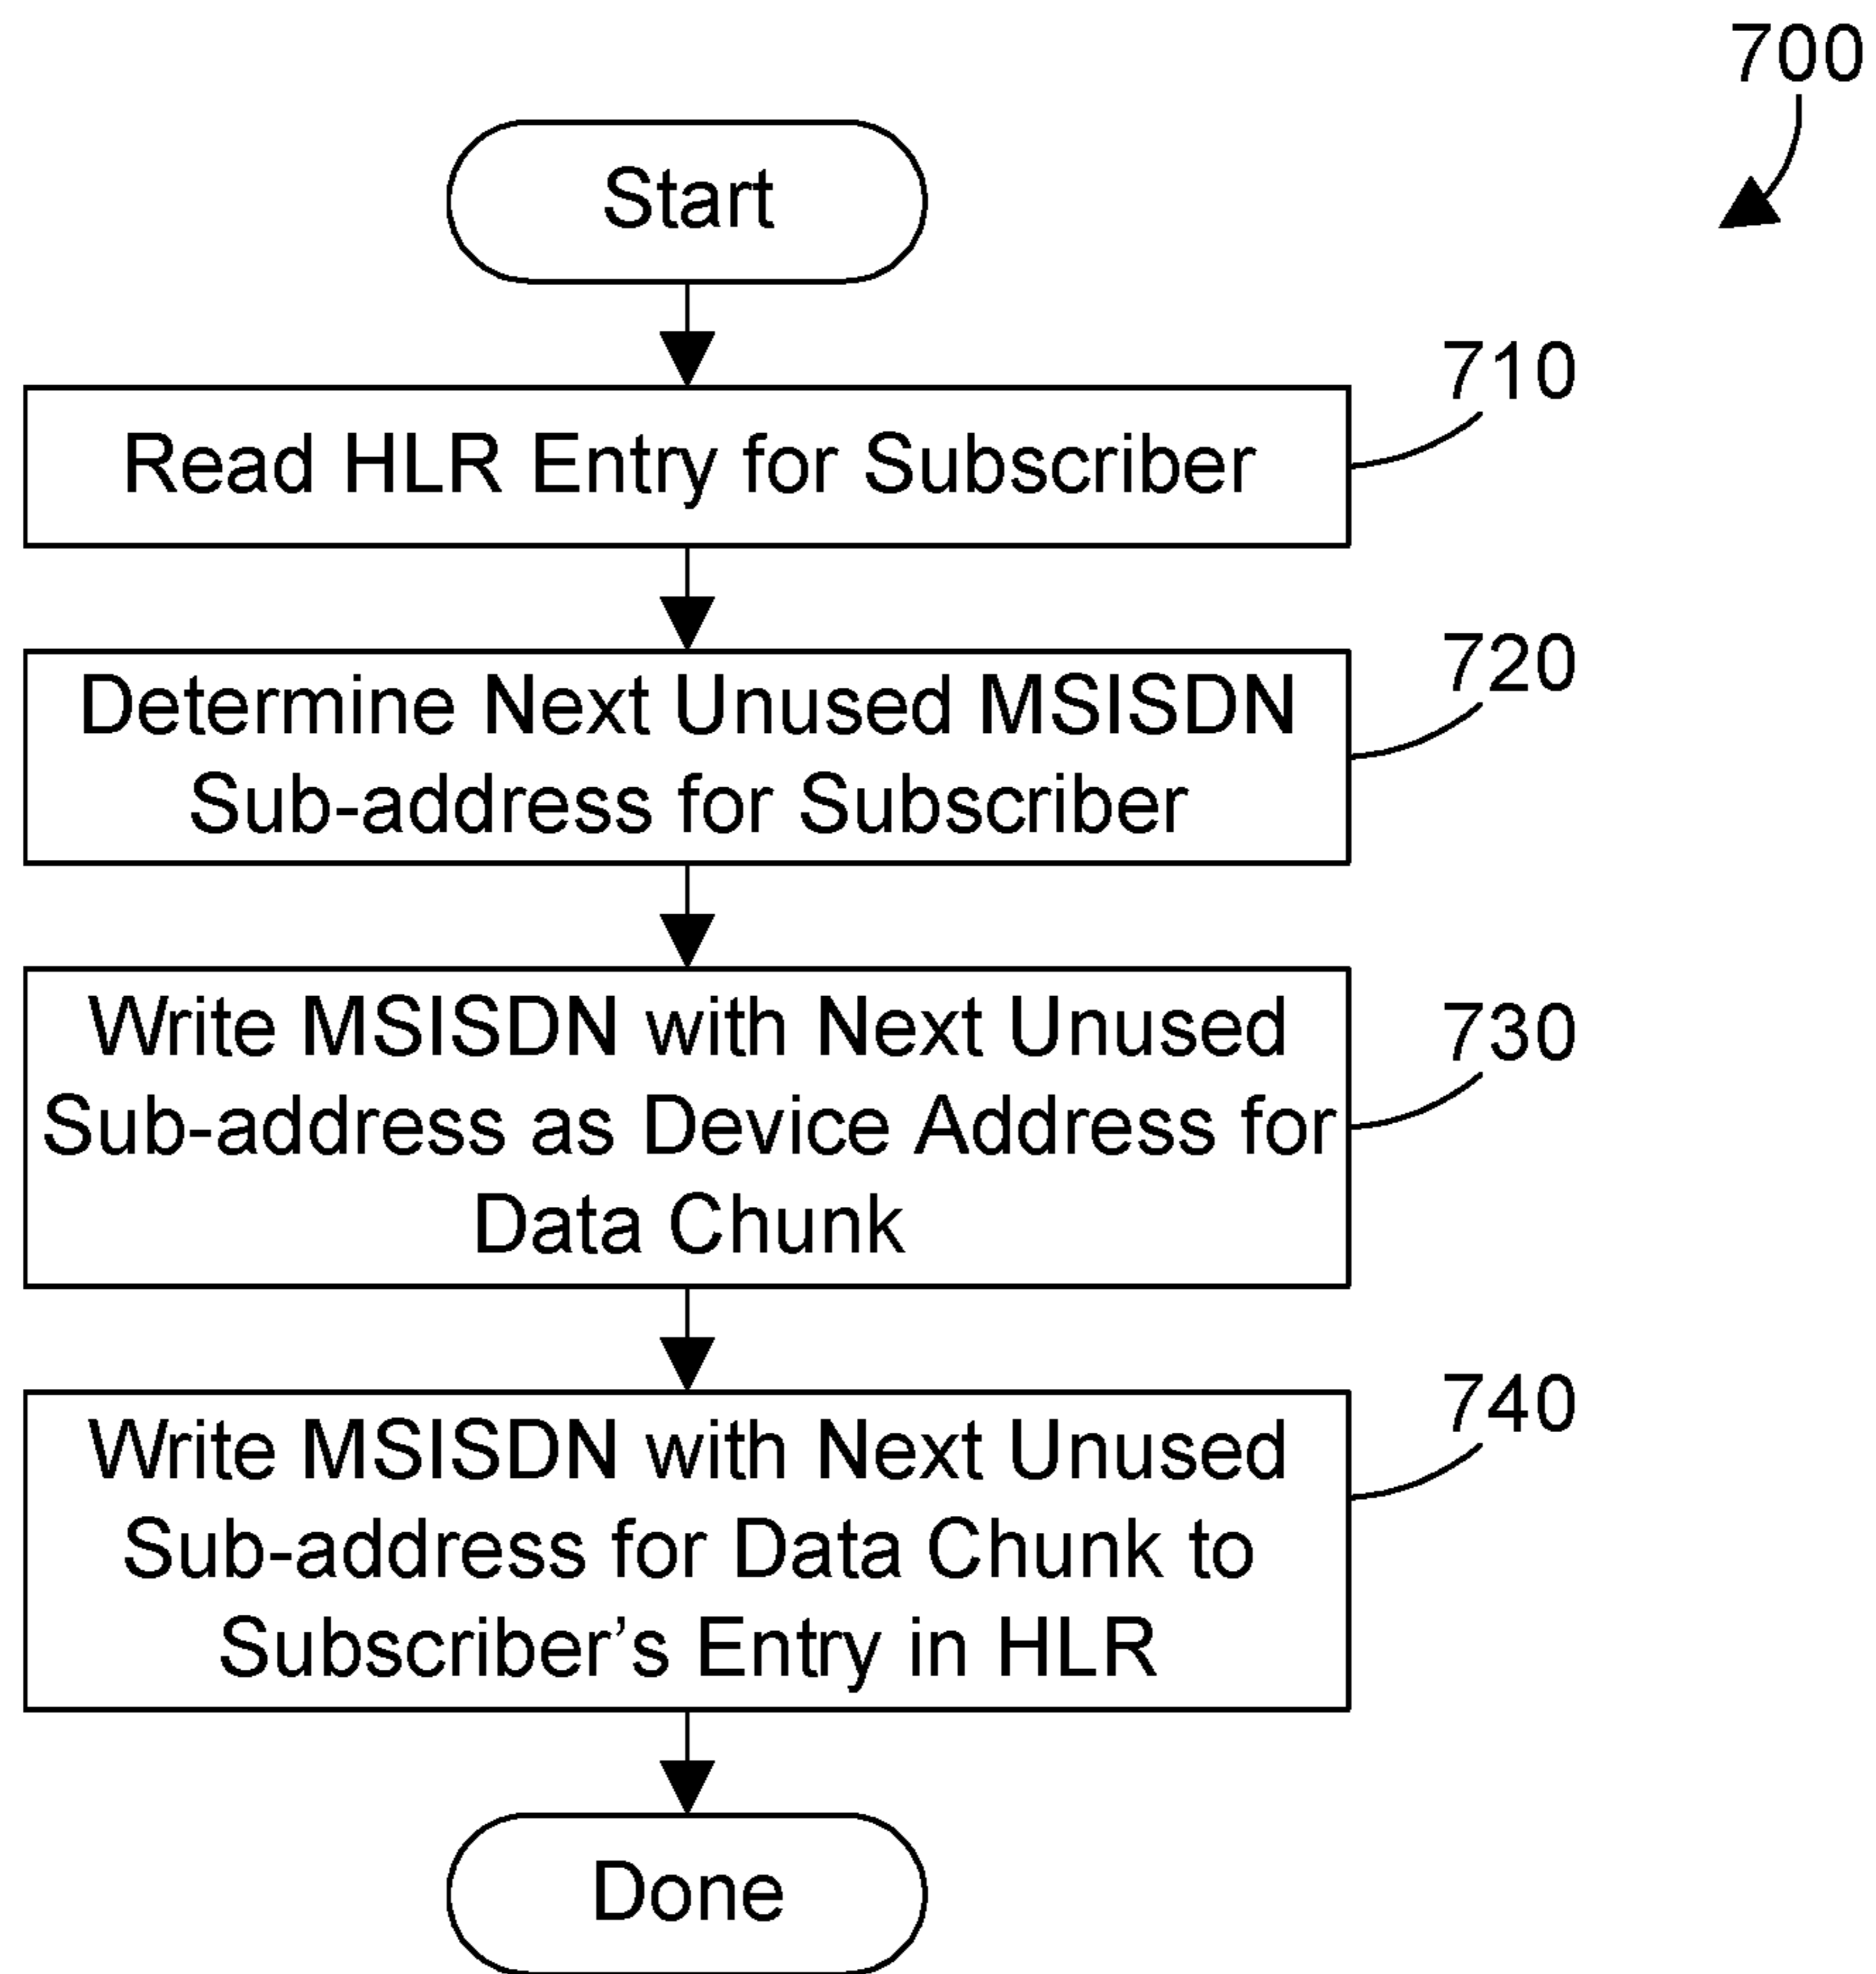 700
Start
710
Read HLR Entry for Subscriber
720
Determine Next Unused MSISDN
Sub-address for Subscriber
730
Write MSISDN with Next Unused
Sub-address as Device Address for
Data Chunk
740
Write MSISDN with Next Unused
Sub-address for Data Chunk to
Subscriber's Entry in HLR
Done